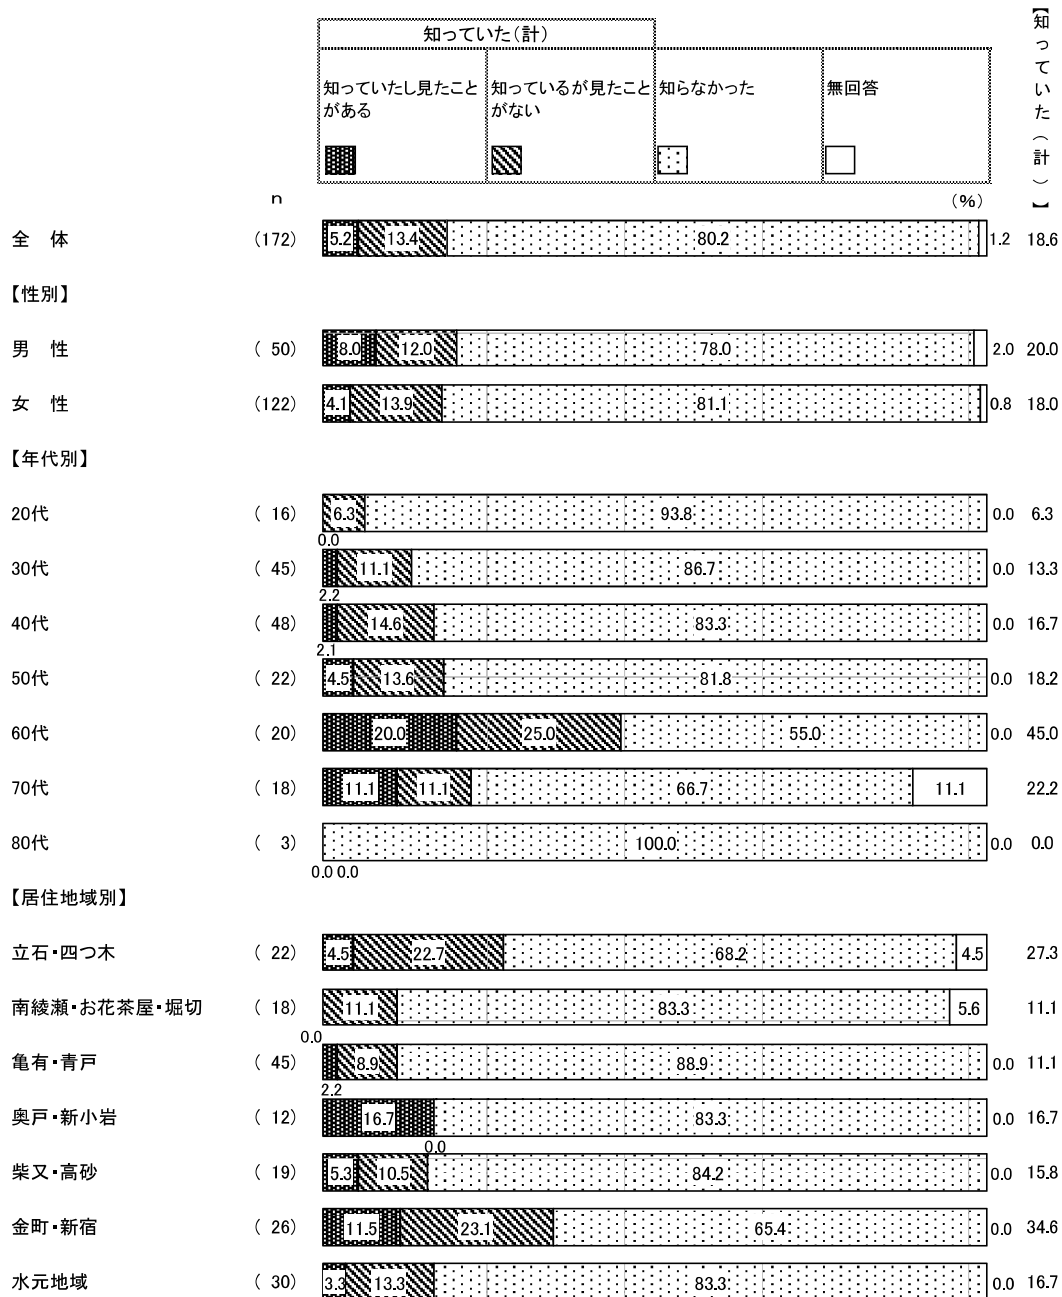 知っていた(計)
知っていたし見たこと
がある
知っているが見たこと
がない
知らなかった
無回答
【知っていた(計)】
n
(%)
全 体 (172) 5.2 13.4 80.2 1.2 18.6
【性別】
男 性 ( 50) 8.0 12.0 78.0 2.0 20.0
女 性 (122) 4.1 13.9 81.1 0.8 18.0
【年代別】
20代 ( 16) 6.3 93.8 0.0 6.3
0.0
30代 ( 45) 11.1 86.7 0.0 13.3
2.2
40代 ( 48) 14.6 83.3 0.0 16.7
2.1
50代 ( 22) 4.5 13.6 81.8 0.0 18.2
60代 ( 20) 20.0 25.0 55.0 0.0 45.0
70代 ( 18) 11.1 11.1 66.7 11.1 22.2
80代 ( 3) 100.0 0.0 0.0
0.0 0.0
【居住地域別】
立石・四つ木 ( 22) 4.5 22.7 68.2 4.5 27.3
南綾瀬・お花茶屋・堀切 ( 18) 11.1 83.3 5.6 11.1
0.0
亀有・青戸 ( 45) 8.9 88.9 0.0 11.1
2.2
奥戸・新小岩 ( 12) 16.7 83.3 0.0 16.7
0.0
柴又・高砂 ( 19) 5.3 10.5 84.2 0.0 15.8
金町・新宿 ( 26) 11.5 23.1 65.4 0.0 34.6
水元地域 ( 30) 3.3 13.3 83.3 0.0 16.7